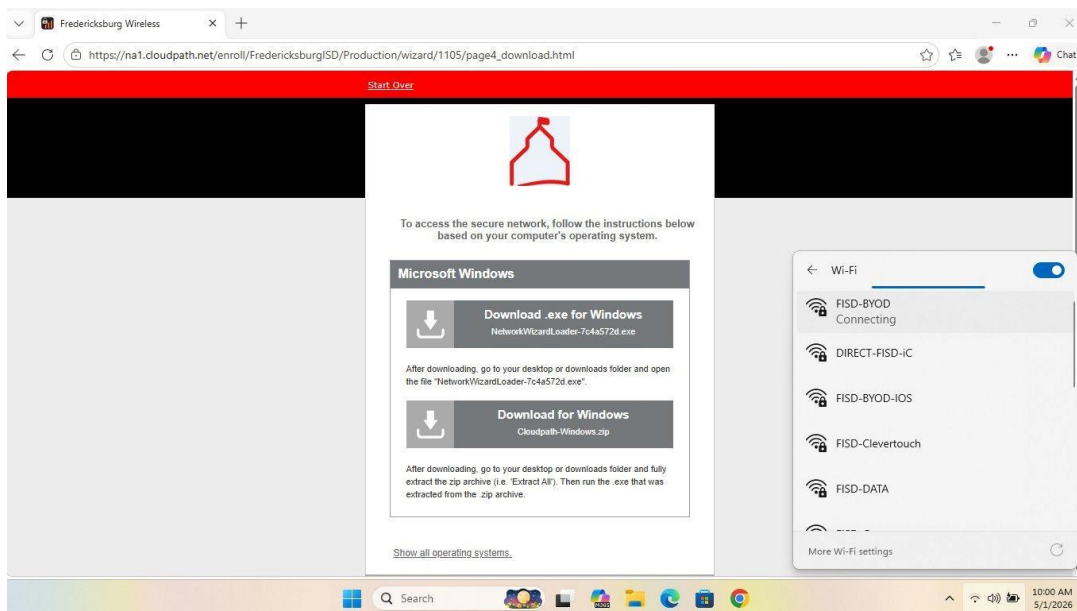 Fredericksburg Wireless
https://na1.cloudpath.net/enroll/FredericksburgISD/Production/wizard/1105/page4_download.html
Chat
Start Over
To access the secure network, follow the instructions below
based on your computer's operating system.
Microsoft Windows
Download .exe for Windows
NetworkWizardLoader-7c4a572d.exe
After downloading, go to your desktop or downloads folder and open
the file "NetworkWizardLoader-7c4a572d.exe".
Download for Windows
Cloudpath-Windows.zip
After downloading, go to your desktop or downloads folder and fully
extract the zip archive (i.e. 'Extract All'). Then run the .exe that was
extracted from the .zip archive.
Show all operating systems.
Wi-Fi
FISD-BYOD
Connecting
DIRECT-FISD-iC
FISD-BYOD-IOS
FISD-Clevertouch
FISD-DATA
More Wi-Fi settings
Search
10:00 AM
5/1/2026